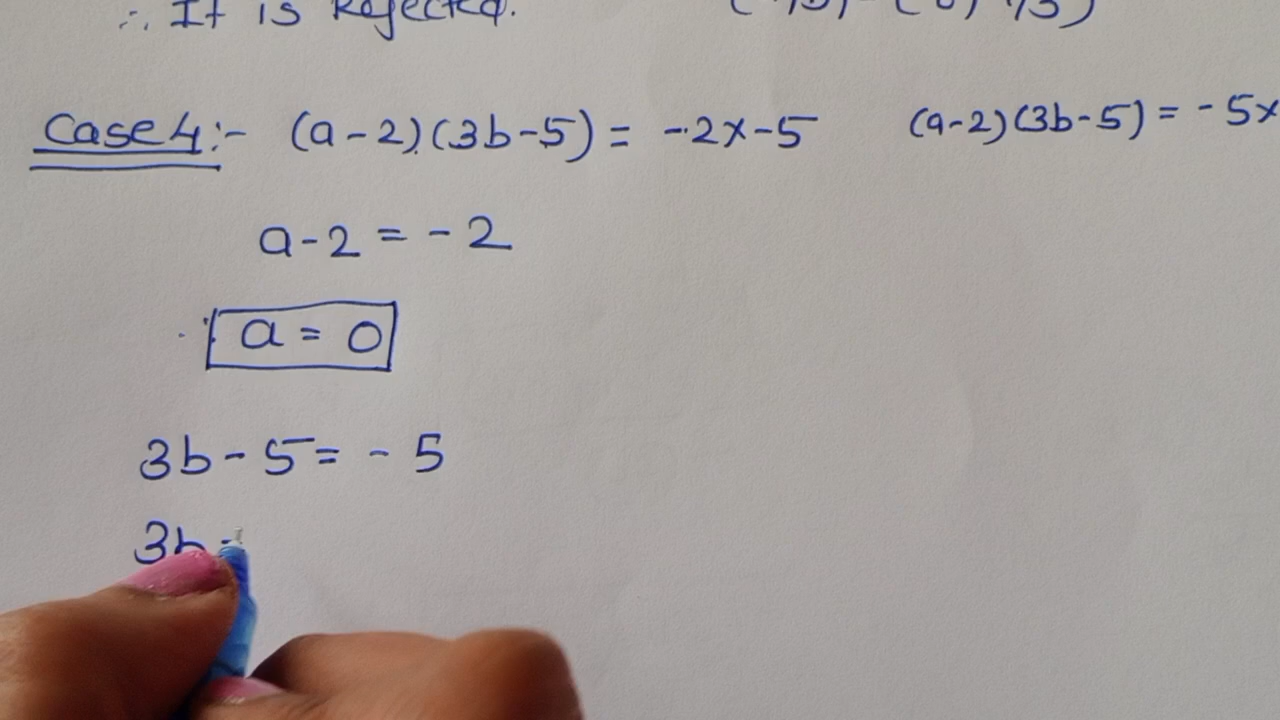 ∴ It is Rejected.
Case 4:- (a-2)(3b-5) = -2x-5 (a-2)(3b-5) = -5x
a-2 = -2
a = 0
3b-5 = -5
3b =